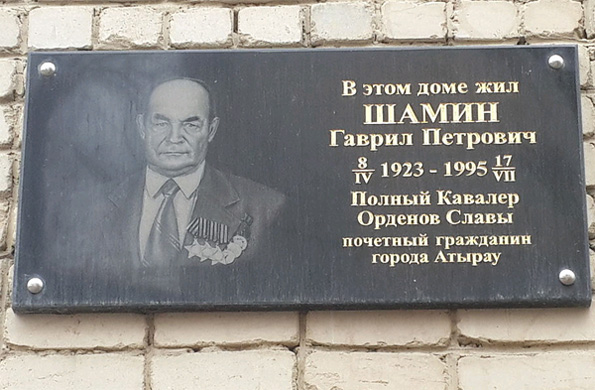 В этом доме жил
ШАМИН
Гаврил Петрович
8/IV 1923 - 1995 17/VII
Полный Кавалер
Орденов Славы
почетный гражданин
города Атырау